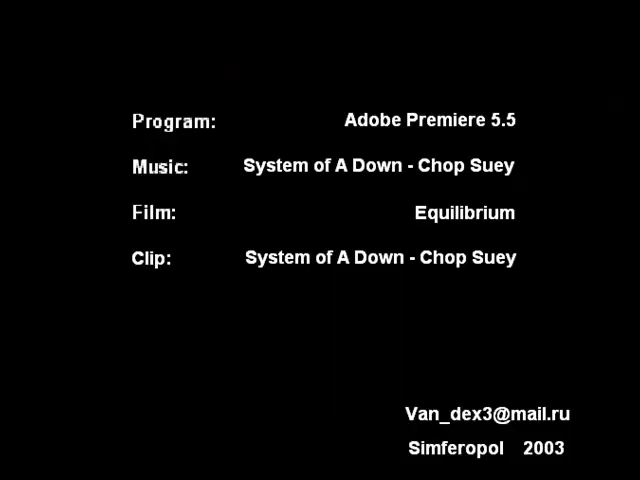 Program: Adobe Premiere 5.5
Music: System of A Down - Chop Suey
Film: Equilibrium
Clip: System of A Down - Chop Suey
Van_dex3@mail.ru
Simferopol 2003